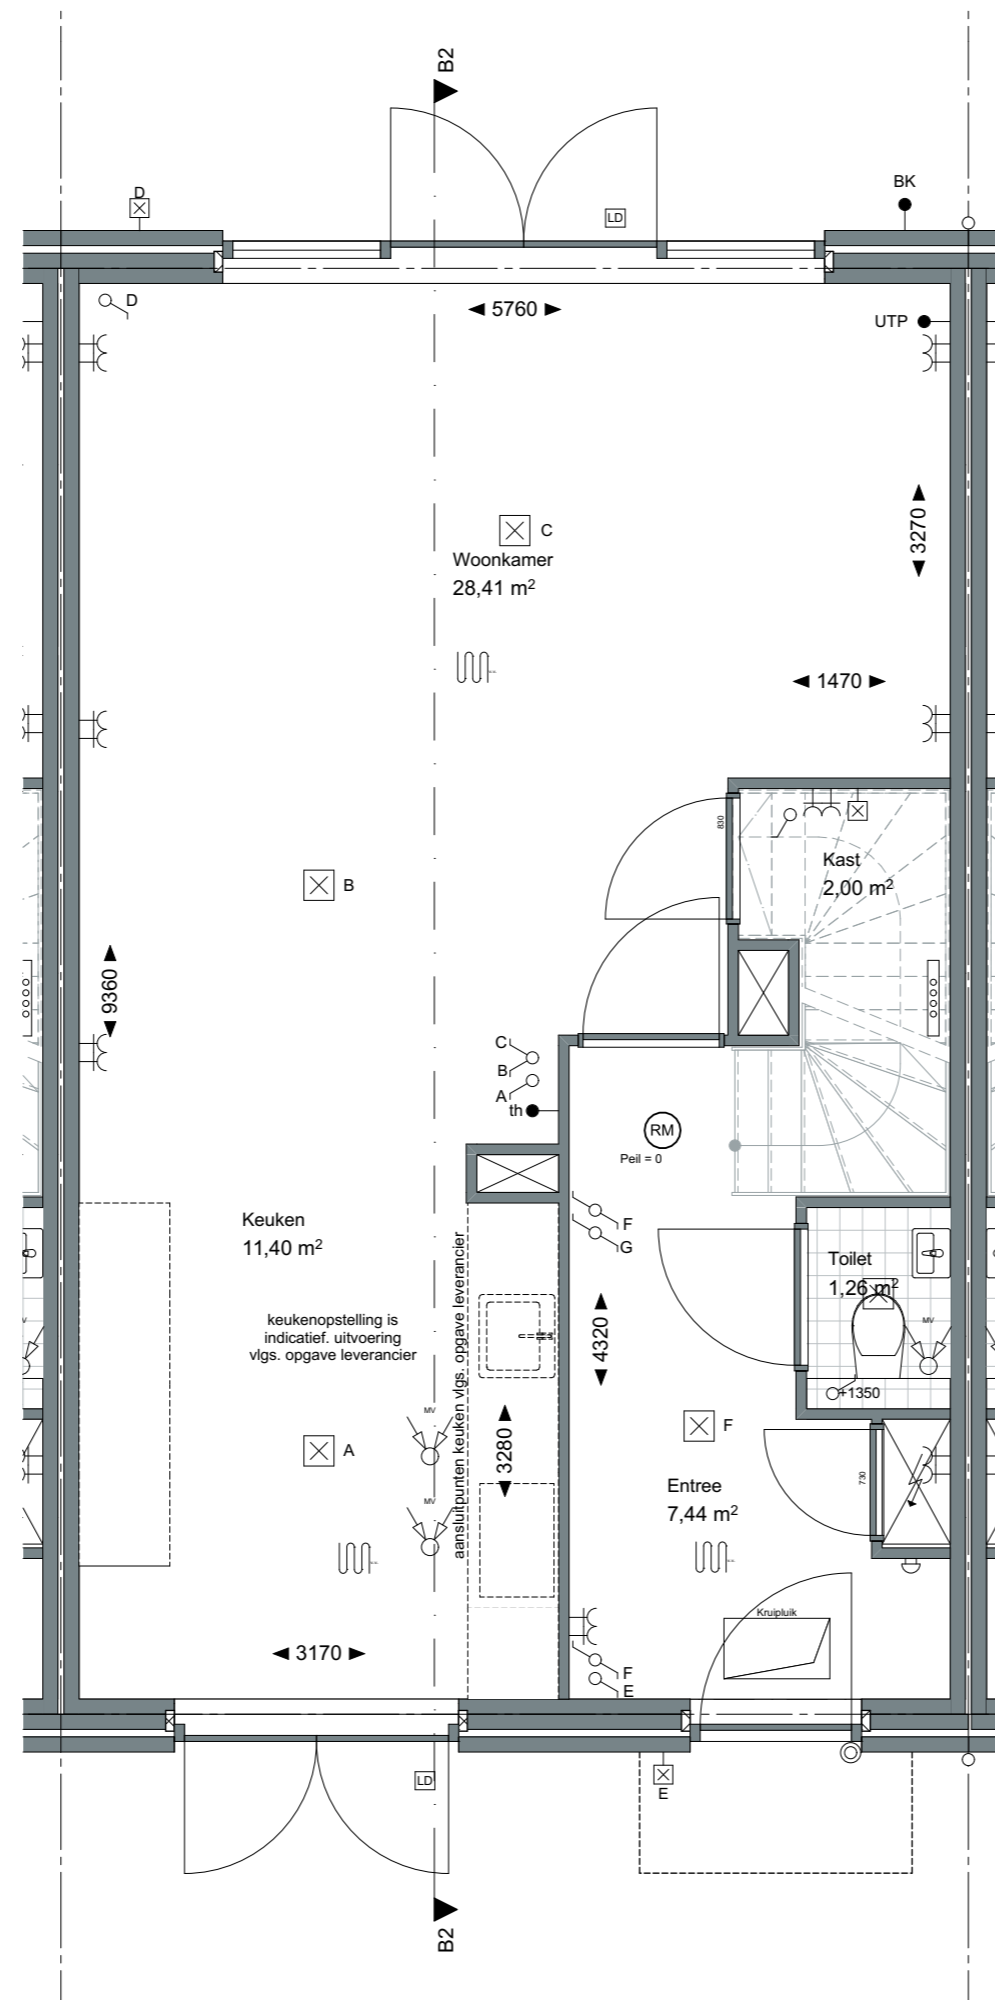 B2
D
BK
LD
D
5760
UTP
C
Woonkamer
28,41 m²
3270
1470
830
Kast
2,00 m²
B
9360
C
B
A
th
RM
Peil = 0
F
G
Keuken
11,40 m²
Toilet
1,26 m²
keukenopstelling is
indicatief. uitvoering
vlgs. opgave leverancier
aansluitpunten keuken vlgs. opgave leverancier
4320
MV
+1350
MV
A
3280
F
730
Entree
7,44 m²
MV
Kruipluik
3170
F
E
LD
E
B2